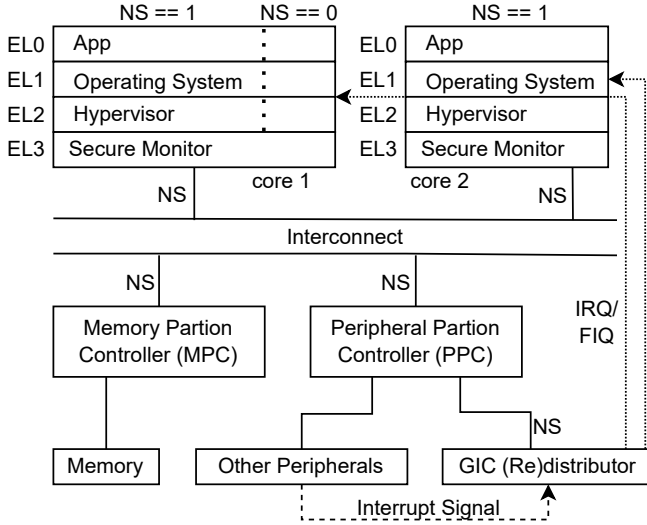 NS == 1 NS == 0 NS == 1
EL0 App EL0 App
EL1 Operating System EL1 Operating System
EL2 Hypervisor EL2 Hypervisor
EL3 Secure Monitor EL3 Secure Monitor
NS core 1 core 2 NS
Interconnect
NS NS
IRQ/
FIQ
Memory Partion
Controller (MPC)
Peripheral Partion
Controller (PPC)
NS
Memory Other Peripherals GIC (Re)distributor
Interrupt Signal